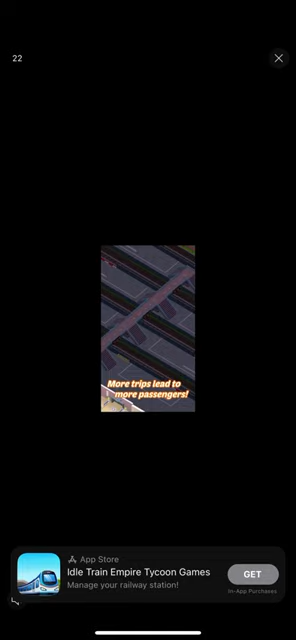 22
More trips lead to
more passengers!
App Store
Idle Train Empire Tycoon Games
Manage your railway station!
GET
In-App Purchases